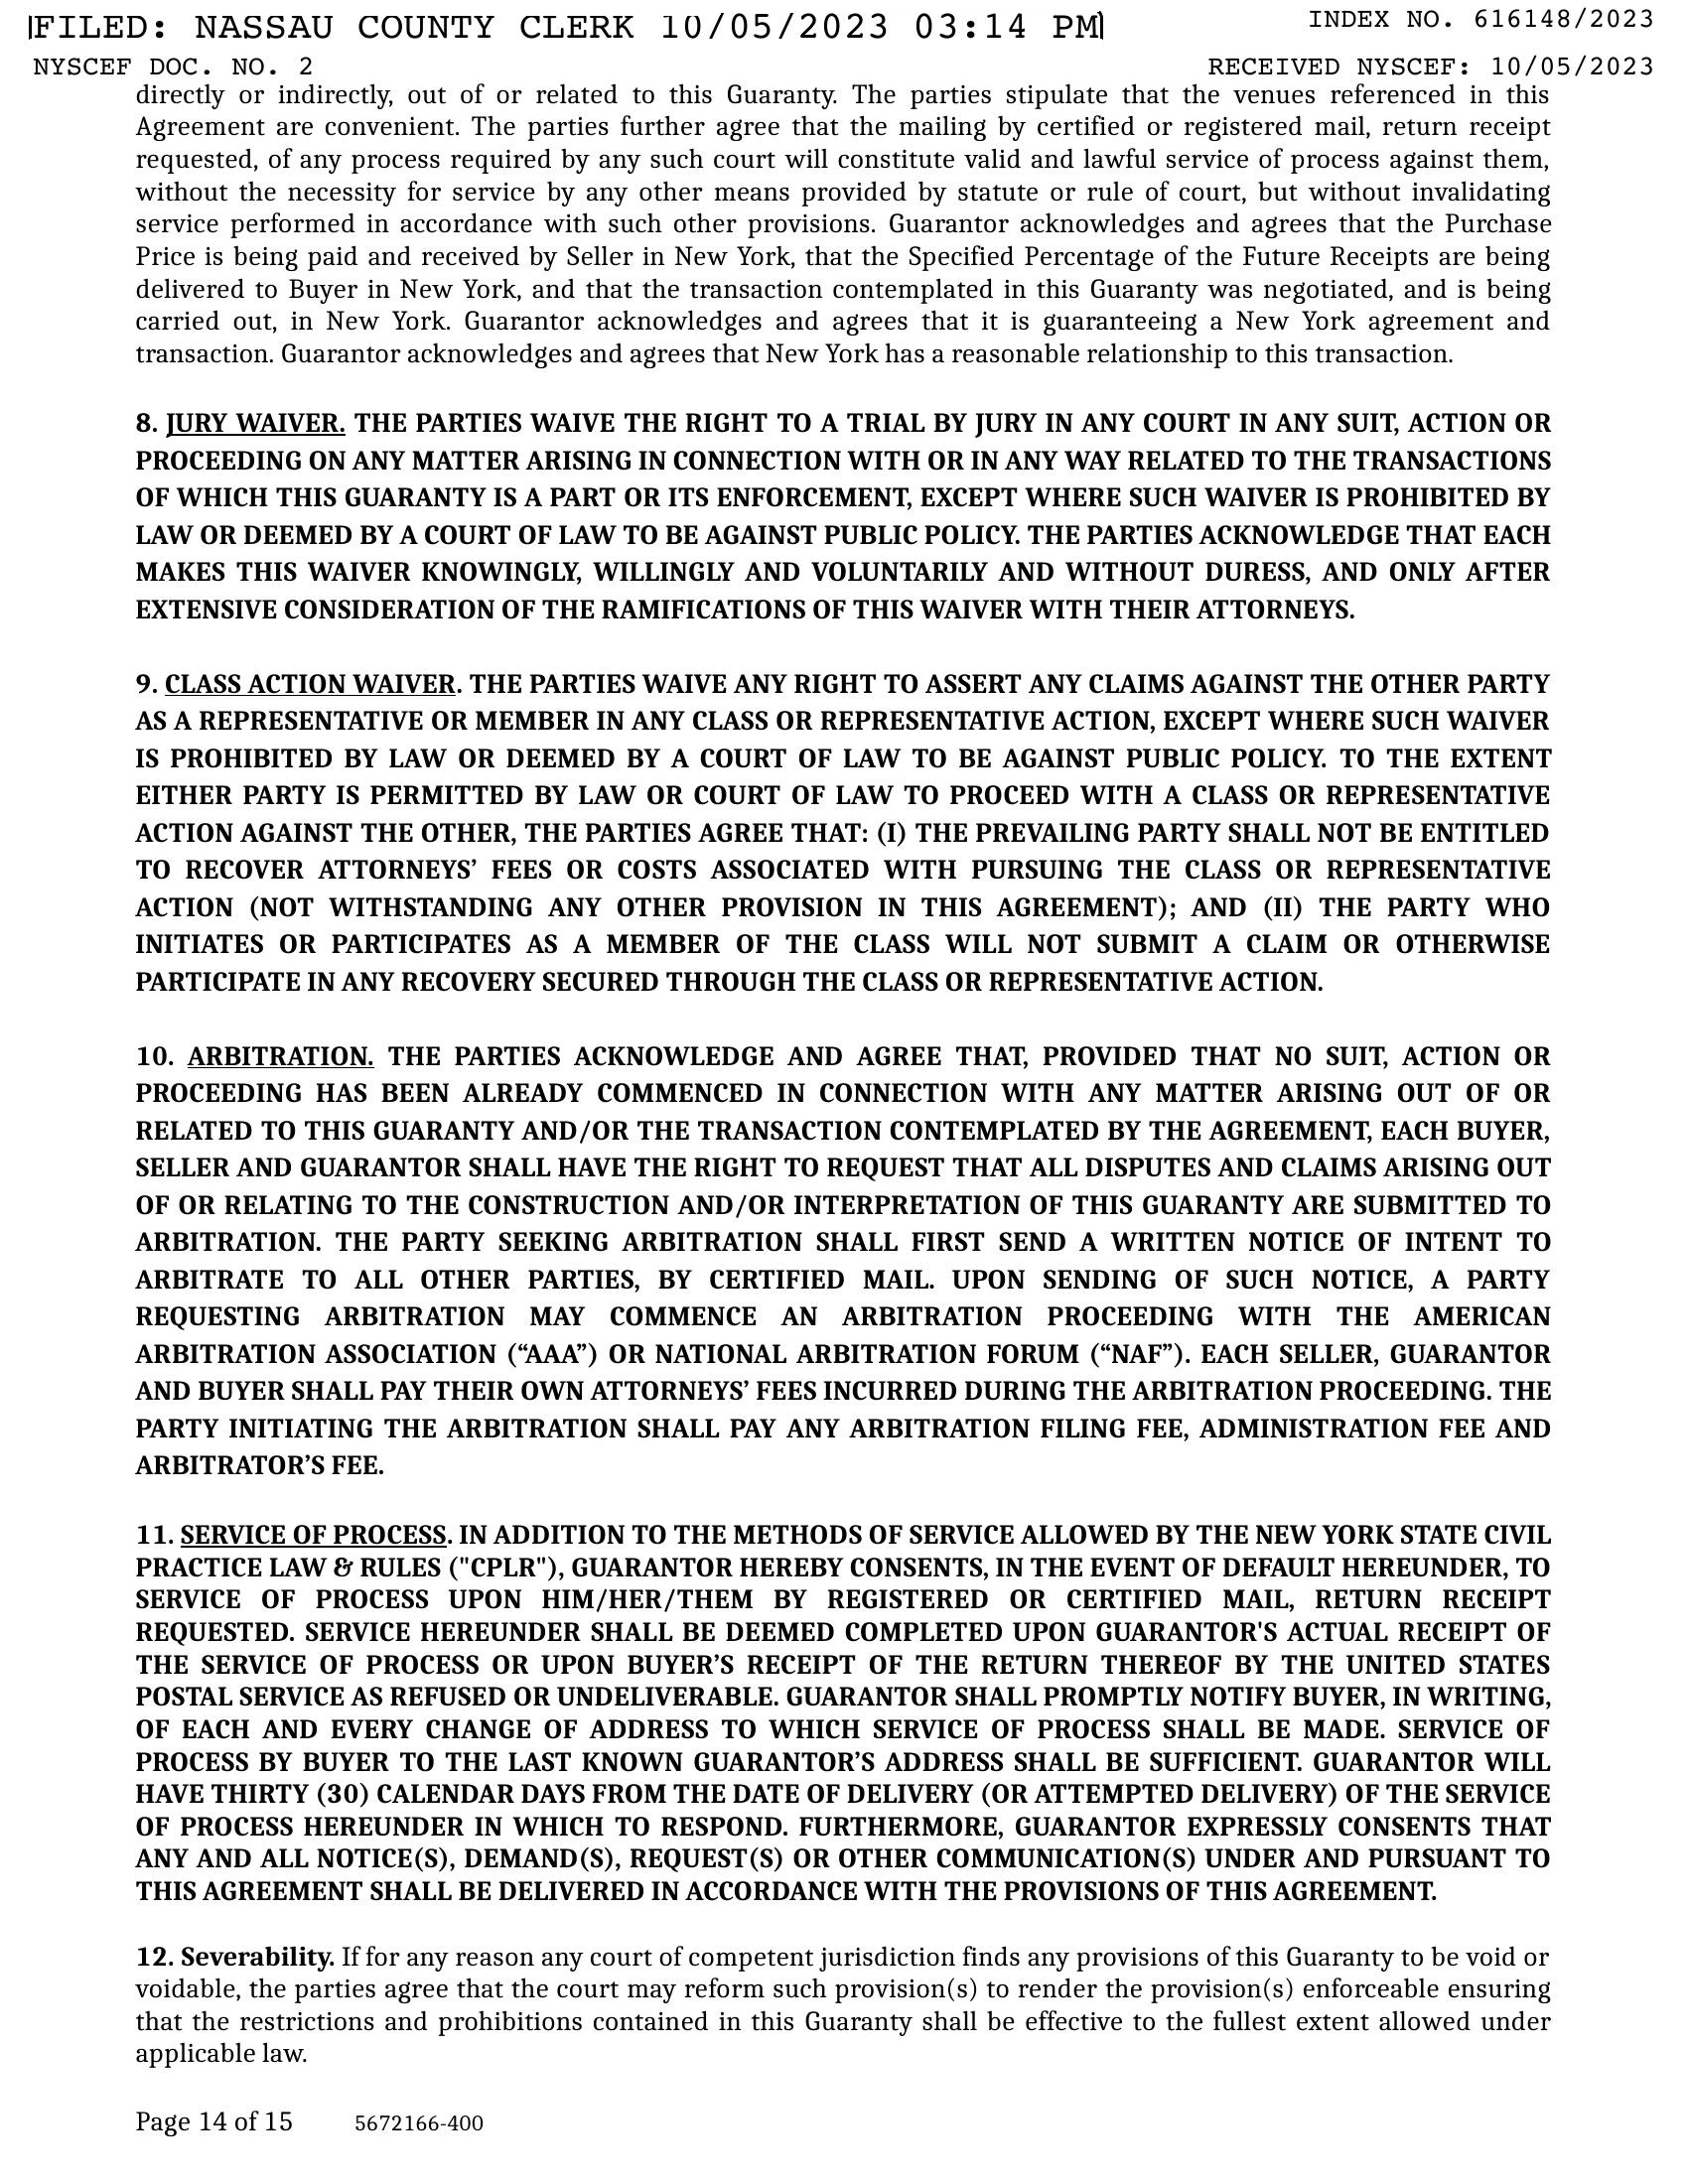 FILED: NASSAU COUNTY CLERK 10/05/2023 03:14 PM
INDEX NO. 616148/2023
NYSCEF DOC. NO. 2
RECEIVED NYSCEF: 10/05/2023
directly or indirectly, out of or related to this Guaranty. The parties stipulate that the venues referenced in this
Agreement are convenient. The parties further agree that the mailing by certified or registered mail, return receipt
requested, of any process required by any such court will constitute valid and lawful service of process against them,
without the necessity for service by any other means provided by statute or rule of court, but without invalidating
service performed in accordance with such other provisions. Guarantor acknowledges and agrees that the Purchase
Price is being paid and received by Seller in New York, that the Specified Percentage of the Future Receipts are being
delivered to Buyer in New York, and that the transaction contemplated in this Guaranty was negotiated, and is being
carried out, in New York. Guarantor acknowledges and agrees that it is guaranteeing a New York agreement and
transaction. Guarantor acknowledges and agrees that New York has a reasonable relationship to this transaction.
8. JURY WAIVER. THE PARTIES WAIVE THE RIGHT TO A TRIAL BY JURY IN ANY COURT IN ANY SUIT, ACTION OR
PROCEEDING ON ANY MATTER ARISING IN CONNECTION WITH OR IN ANY WAY RELATED TO THE TRANSACTIONS
OF WHICH THIS GUARANTY IS A PART OR ITS ENFORCEMENT, EXCEPT WHERE SUCH WAIVER IS PROHIBITED BY
LAW OR DEEMED BY A COURT OF LAW TO BE AGAINST PUBLIC POLICY. THE PARTIES ACKNOWLEDGE THAT EACH
MAKES THIS WAIVER KNOWINGLY, WILLINGLY AND VOLUNTARILY AND WITHOUT DURESS, AND ONLY AFTER
EXTENSIVE CONSIDERATION OF THE RAMIFICATIONS OF THIS WAIVER WITH THEIR ATTORNEYS.
9. CLASS ACTION WAIVER. THE PARTIES WAIVE ANY RIGHT TO ASSERT ANY CLAIMS AGAINST THE OTHER PARTY
AS A REPRESENTATIVE OR MEMBER IN ANY CLASS OR REPRESENTATIVE ACTION, EXCEPT WHERE SUCH WAIVER
IS PROHIBITED BY LAW OR DEEMED BY A COURT OF LAW TO BE AGAINST PUBLIC POLICY. TO THE EXTENT
EITHER PARTY IS PERMITTED BY LAW OR COURT OF LAW TO PROCEED WITH A CLASS OR REPRESENTATIVE
ACTION AGAINST THE OTHER, THE PARTIES AGREE THAT: (I) THE PREVAILING PARTY SHALL NOT BE ENTITLED
TO RECOVER ATTORNEYS’ FEES OR COSTS ASSOCIATED WITH PURSUING THE CLASS OR REPRESENTATIVE
ACTION (NOT WITHSTANDING ANY OTHER PROVISION IN THIS AGREEMENT); AND (II) THE PARTY WHO
INITIATES OR PARTICIPATES AS A MEMBER OF THE CLASS WILL NOT SUBMIT A CLAIM OR OTHERWISE
PARTICIPATE IN ANY RECOVERY SECURED THROUGH THE CLASS OR REPRESENTATIVE ACTION.
10. ARBITRATION. THE PARTIES ACKNOWLEDGE AND AGREE THAT, PROVIDED THAT NO SUIT, ACTION OR
PROCEEDING HAS BEEN ALREADY COMMENCED IN CONNECTION WITH ANY MATTER ARISING OUT OF OR
RELATED TO THIS GUARANTY AND/OR THE TRANSACTION CONTEMPLATED BY THE AGREEMENT, EACH BUYER,
SELLER AND GUARANTOR SHALL HAVE THE RIGHT TO REQUEST THAT ALL DISPUTES AND CLAIMS ARISING OUT
OF OR RELATING TO THE CONSTRUCTION AND/OR INTERPRETATION OF THIS GUARANTY ARE SUBMITTED TO
ARBITRATION. THE PARTY SEEKING ARBITRATION SHALL FIRST SEND A WRITTEN NOTICE OF INTENT TO
ARBITRATE TO ALL OTHER PARTIES, BY CERTIFIED MAIL. UPON SENDING OF SUCH NOTICE, A PARTY
REQUESTING ARBITRATION MAY COMMENCE AN ARBITRATION PROCEEDING WITH THE AMERICAN
ARBITRATION ASSOCIATION (“AAA”) OR NATIONAL ARBITRATION FORUM (“NAF”). EACH SELLER, GUARANTOR
AND BUYER SHALL PAY THEIR OWN ATTORNEYS’ FEES INCURRED DURING THE ARBITRATION PROCEEDING. THE
PARTY INITIATING THE ARBITRATION SHALL PAY ANY ARBITRATION FILING FEE, ADMINISTRATION FEE AND
ARBITRATOR’S FEE.
11. SERVICE OF PROCESS. IN ADDITION TO THE METHODS OF SERVICE ALLOWED BY THE NEW YORK STATE CIVIL
PRACTICE LAW & RULES ("CPLR"), GUARANTOR HEREBY CONSENTS, IN THE EVENT OF DEFAULT HEREUNDER, TO
SERVICE OF PROCESS UPON HIM/HER/THEM BY REGISTERED OR CERTIFIED MAIL, RETURN RECEIPT
REQUESTED. SERVICE HEREUNDER SHALL BE DEEMED COMPLETED UPON GUARANTOR'S ACTUAL RECEIPT OF
THE SERVICE OF PROCESS OR UPON BUYER’S RECEIPT OF THE RETURN THEREOF BY THE UNITED STATES
POSTAL SERVICE AS REFUSED OR UNDELIVERABLE. GUARANTOR SHALL PROMPTLY NOTIFY BUYER, IN WRITING,
OF EACH AND EVERY CHANGE OF ADDRESS TO WHICH SERVICE OF PROCESS SHALL BE MADE. SERVICE OF
PROCESS BY BUYER TO THE LAST KNOWN GUARANTOR’S ADDRESS SHALL BE SUFFICIENT. GUARANTOR WILL
HAVE THIRTY (30) CALENDAR DAYS FROM THE DATE OF DELIVERY (OR ATTEMPTED DELIVERY) OF THE SERVICE
OF PROCESS HEREUNDER IN WHICH TO RESPOND. FURTHERMORE, GUARANTOR EXPRESSLY CONSENTS THAT
ANY AND ALL NOTICE(S), DEMAND(S), REQUEST(S) OR OTHER COMMUNICATION(S) UNDER AND PURSUANT TO
THIS AGREEMENT SHALL BE DELIVERED IN ACCORDANCE WITH THE PROVISIONS OF THIS AGREEMENT.
12. Severability. If for any reason any court of competent jurisdiction finds any provisions of this Guaranty to be void or
voidable, the parties agree that the court may reform such provision(s) to render the provision(s) enforceable ensuring
that the restrictions and prohibitions contained in this Guaranty shall be effective to the fullest extent allowed under
applicable law.
Page 14 of 15 5672166-400